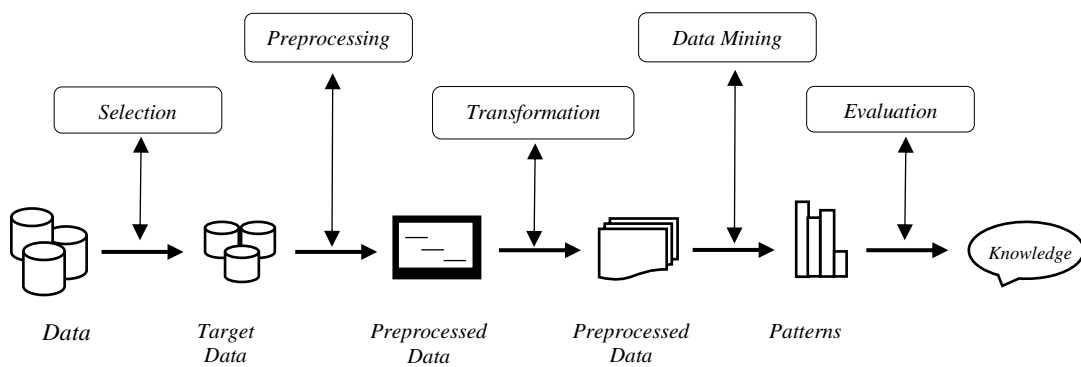 Preprocessing
Data Mining
Selection
Transformation
Evaluation
Knowledge
Data
Target
Data
Preprocessed
Data
Preprocessed
Data
Patterns